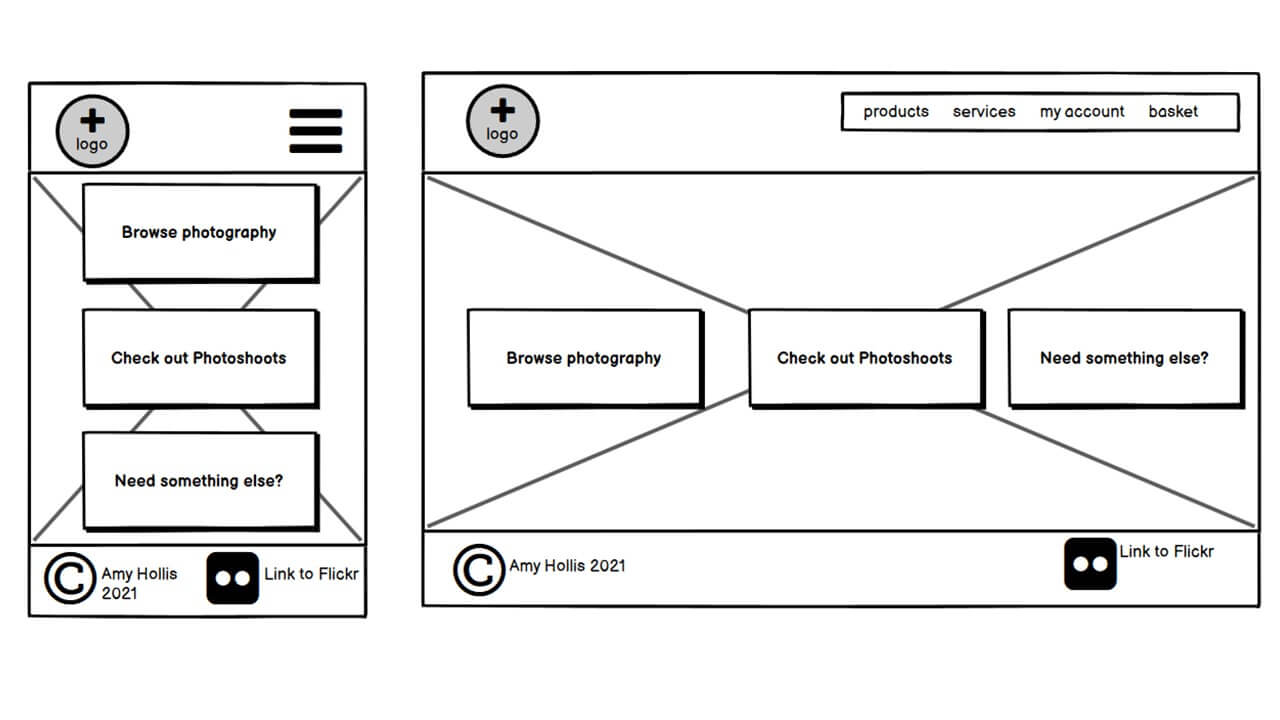 logo
Browse photography
Check out Photoshoots
Need something else?
© Amy Hollis
2021
Link to Flickr
logo
products services my account basket
Browse photography
Check out Photoshoots
Need something else?
© Amy Hollis 2021
Link to Flickr